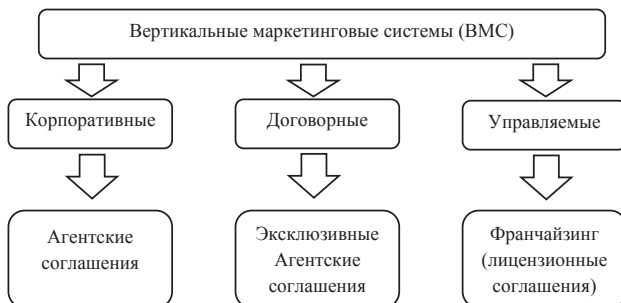 Вертикальные маркетинговые системы (ВМС)
Корпоративные
Договорные
Управляемые
Агентские
соглашения
Эксклюзивные
Агентские
соглашения
Франчайзинг
(лицензионные
соглашения)